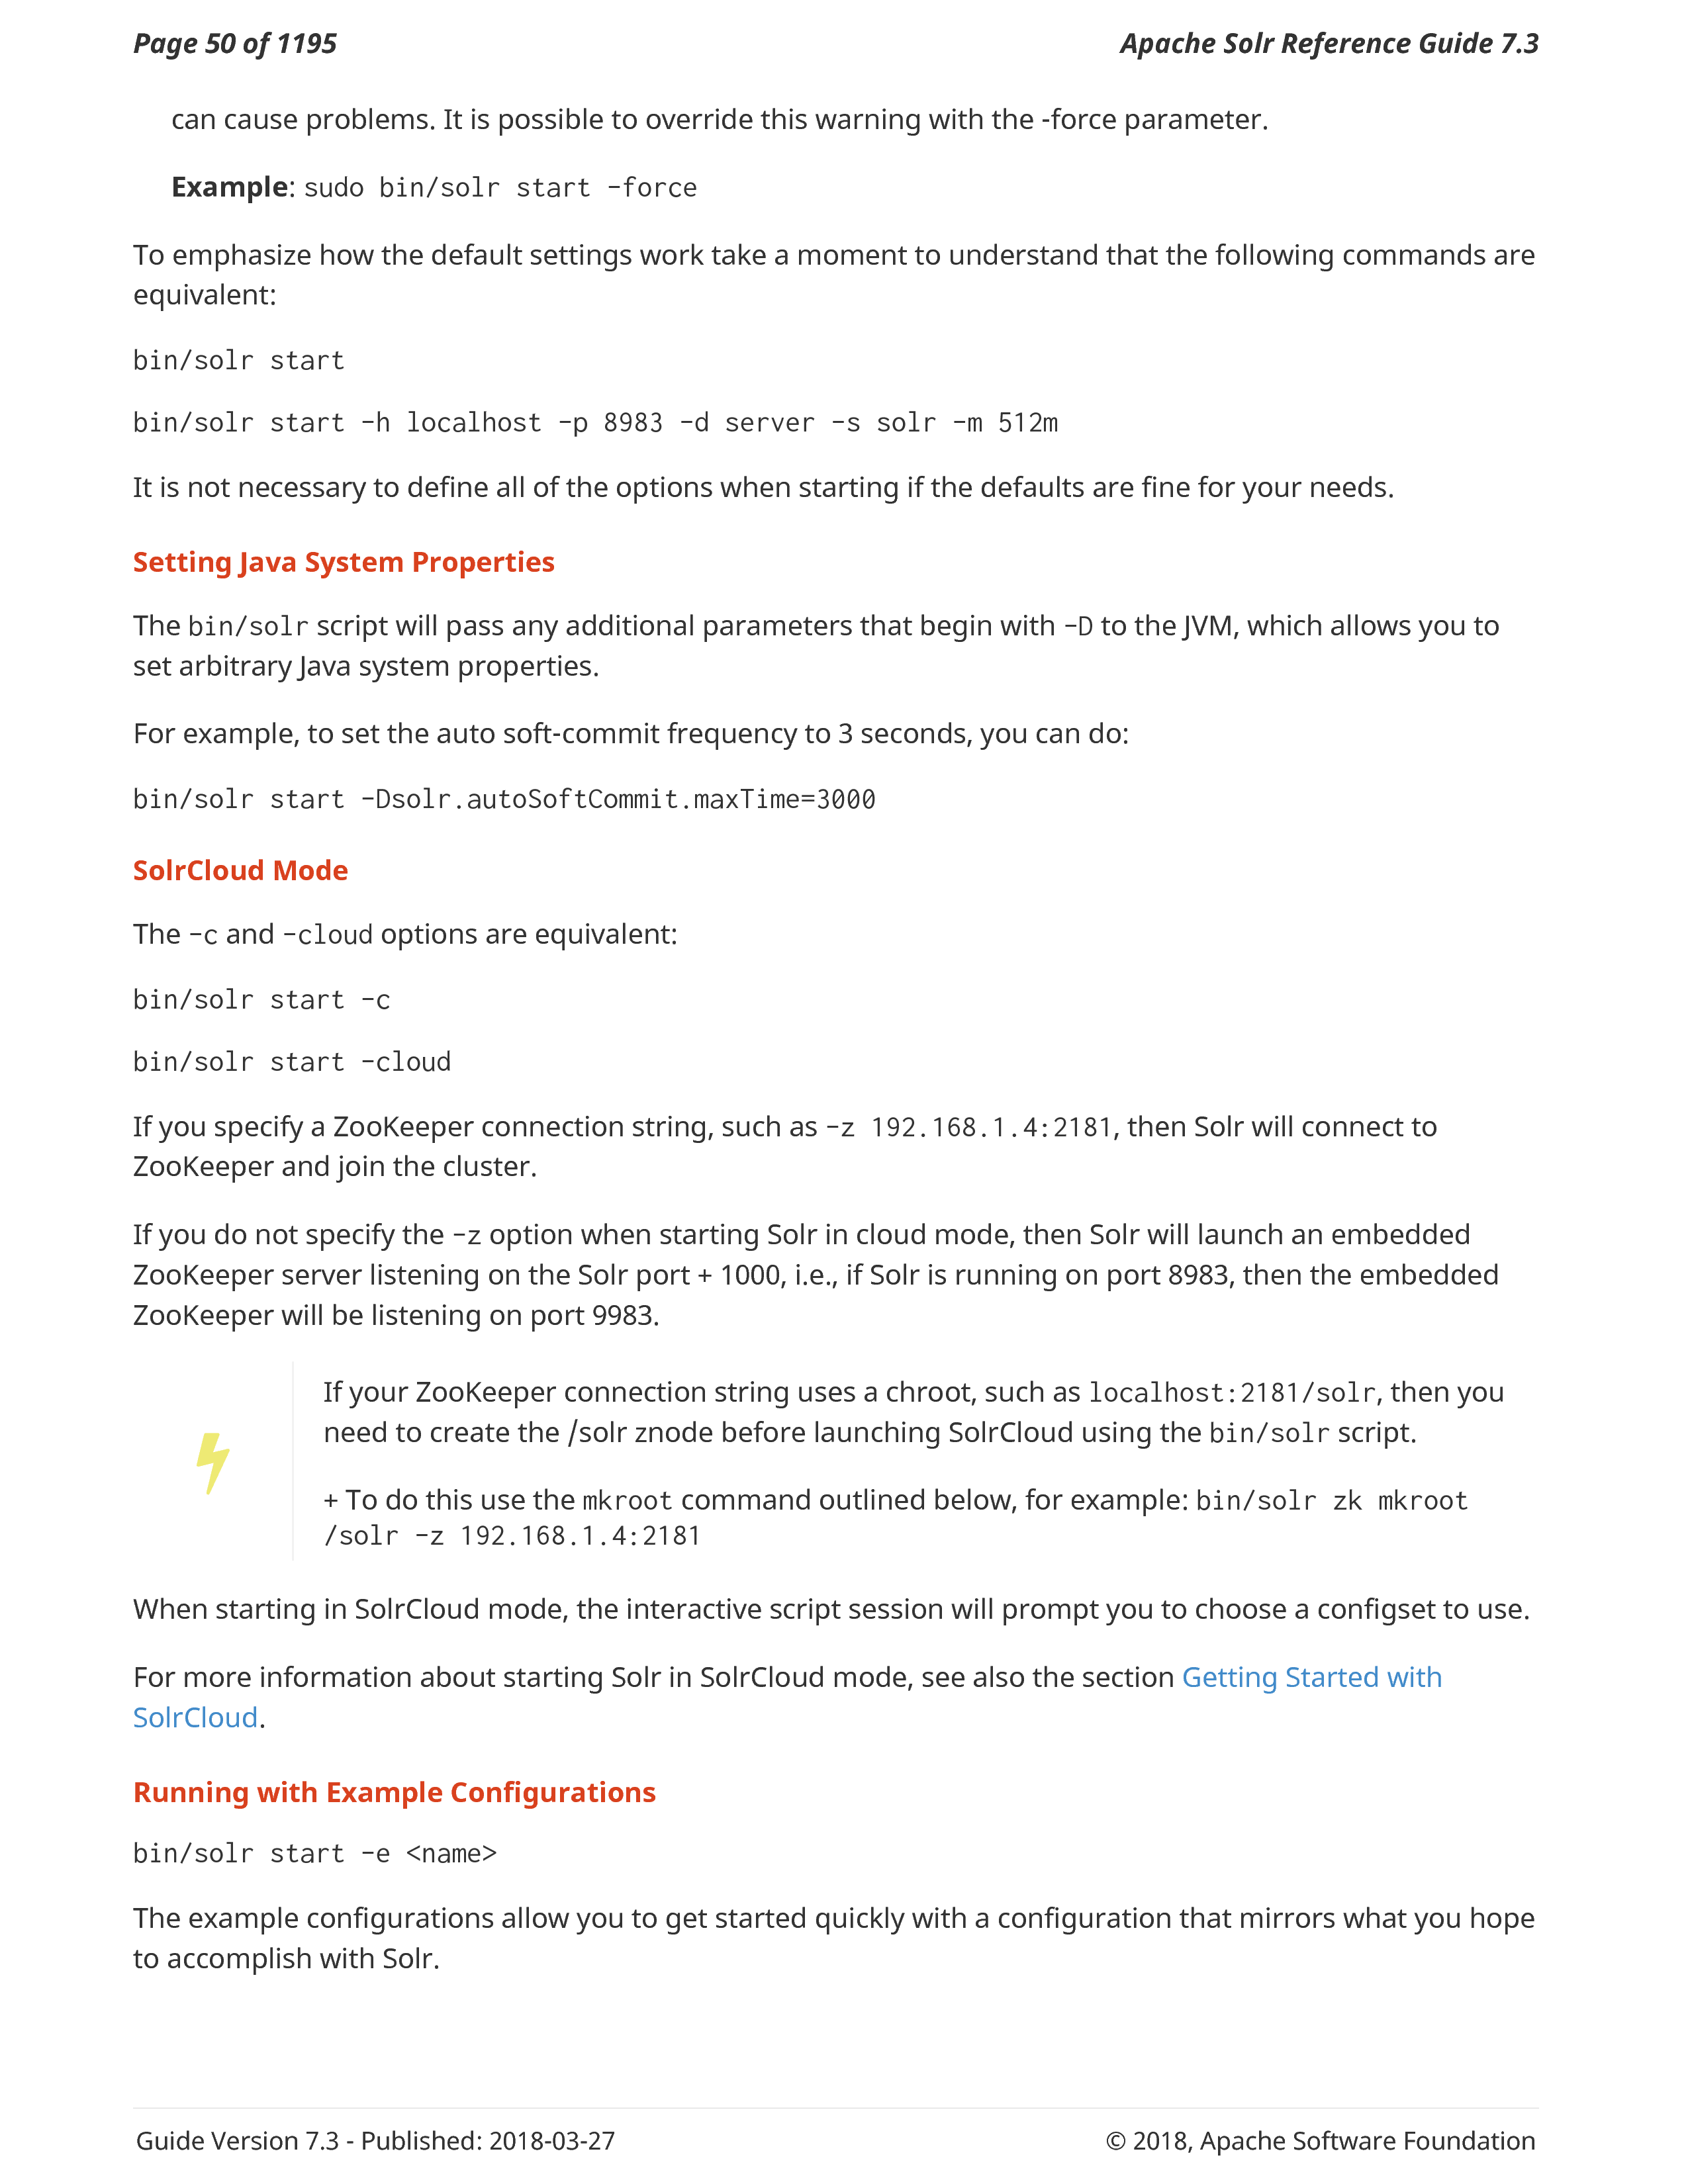 Page 50 of 1195
Apache Solr Reference Guide 7.3
can cause problems. It is possible to override this warning with the -force parameter.
Example: sudo bin/solr start -force
To emphasize how the default settings work take a moment to understand that the following commands are
equivalent:
bin/solr start
bin/solr start -h localhost -p 8983 -d server -s solr -m 512m
It is not necessary to define all of the options when starting if the defaults are fine for your needs.
Setting Java System Properties
The bin/solr script will pass any additional parameters that begin with -D to the JVM, which allows you to
set arbitrary Java system properties.
For example, to set the auto soft-commit frequency to 3 seconds, you can do:
bin/solr start -Dsolr.autoSoftCommit.maxTime=3000
SolrCloud Mode
The -c and -cloud options are equivalent:
bin/solr start -c
bin/solr start -cloud
If you specify a ZooKeeper connection string, such as -z 192.168.1.4:2181, then Solr will connect to
ZooKeeper and join the cluster.
If you do not specify the -z option when starting Solr in cloud mode, then Solr will launch an embedded
ZooKeeper server listening on the Solr port + 1000, i.e., if Solr is running on port 8983, then the embedded
ZooKeeper will be listening on port 9983.
If your ZooKeeper connection string uses a chroot, such as localhost:2181/solr, then you
need to create the /solr znode before launching SolrCloud using the bin/solr script.
+ To do this use the mkroot command outlined below, for example: bin/solr zk mkroot
/solr -z 192.168.1.4:2181
When starting in SolrCloud mode, the interactive script session will prompt you to choose a configset to use.
For more information about starting Solr in SolrCloud mode, see also the section Getting Started with
SolrCloud.
Running with Example Configurations
bin/solr start -e <name>
The example configurations allow you to get started quickly with a configuration that mirrors what you hope
to accomplish with Solr.
Guide Version 7.3 - Published: 2018-03-27
© 2018, Apache Software Foundation